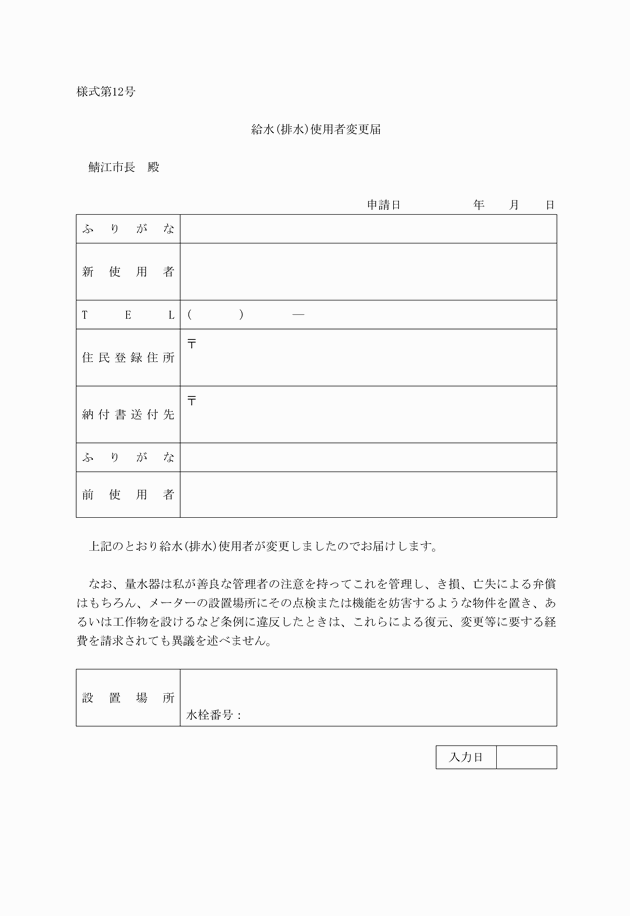 様式第12号
給水(排水)使用者変更届
鯖江市長　殿
申請日　　　　　　年　　月　　日
ふりがな
新使用者
TEL (　　　　)　　　　―
住民登録住所 〒
納付書送付先 〒
ふりがな
前使用者
上記のとおり給水(排水)使用者が変更しましたのでお届けします。
なお、量水器は私が善良な管理者の注意を持ってこれを管理し、き損、亡失による弁償
はもちろん、メーターの設置場所にその点検または機能を妨害するような物件を置き、あ
るいは工作物を設けるなど条例に違反したときは、これらによる復元、変更等に要する経
費を請求されても異議を述べません。
設置場所
水栓番号：
入力日